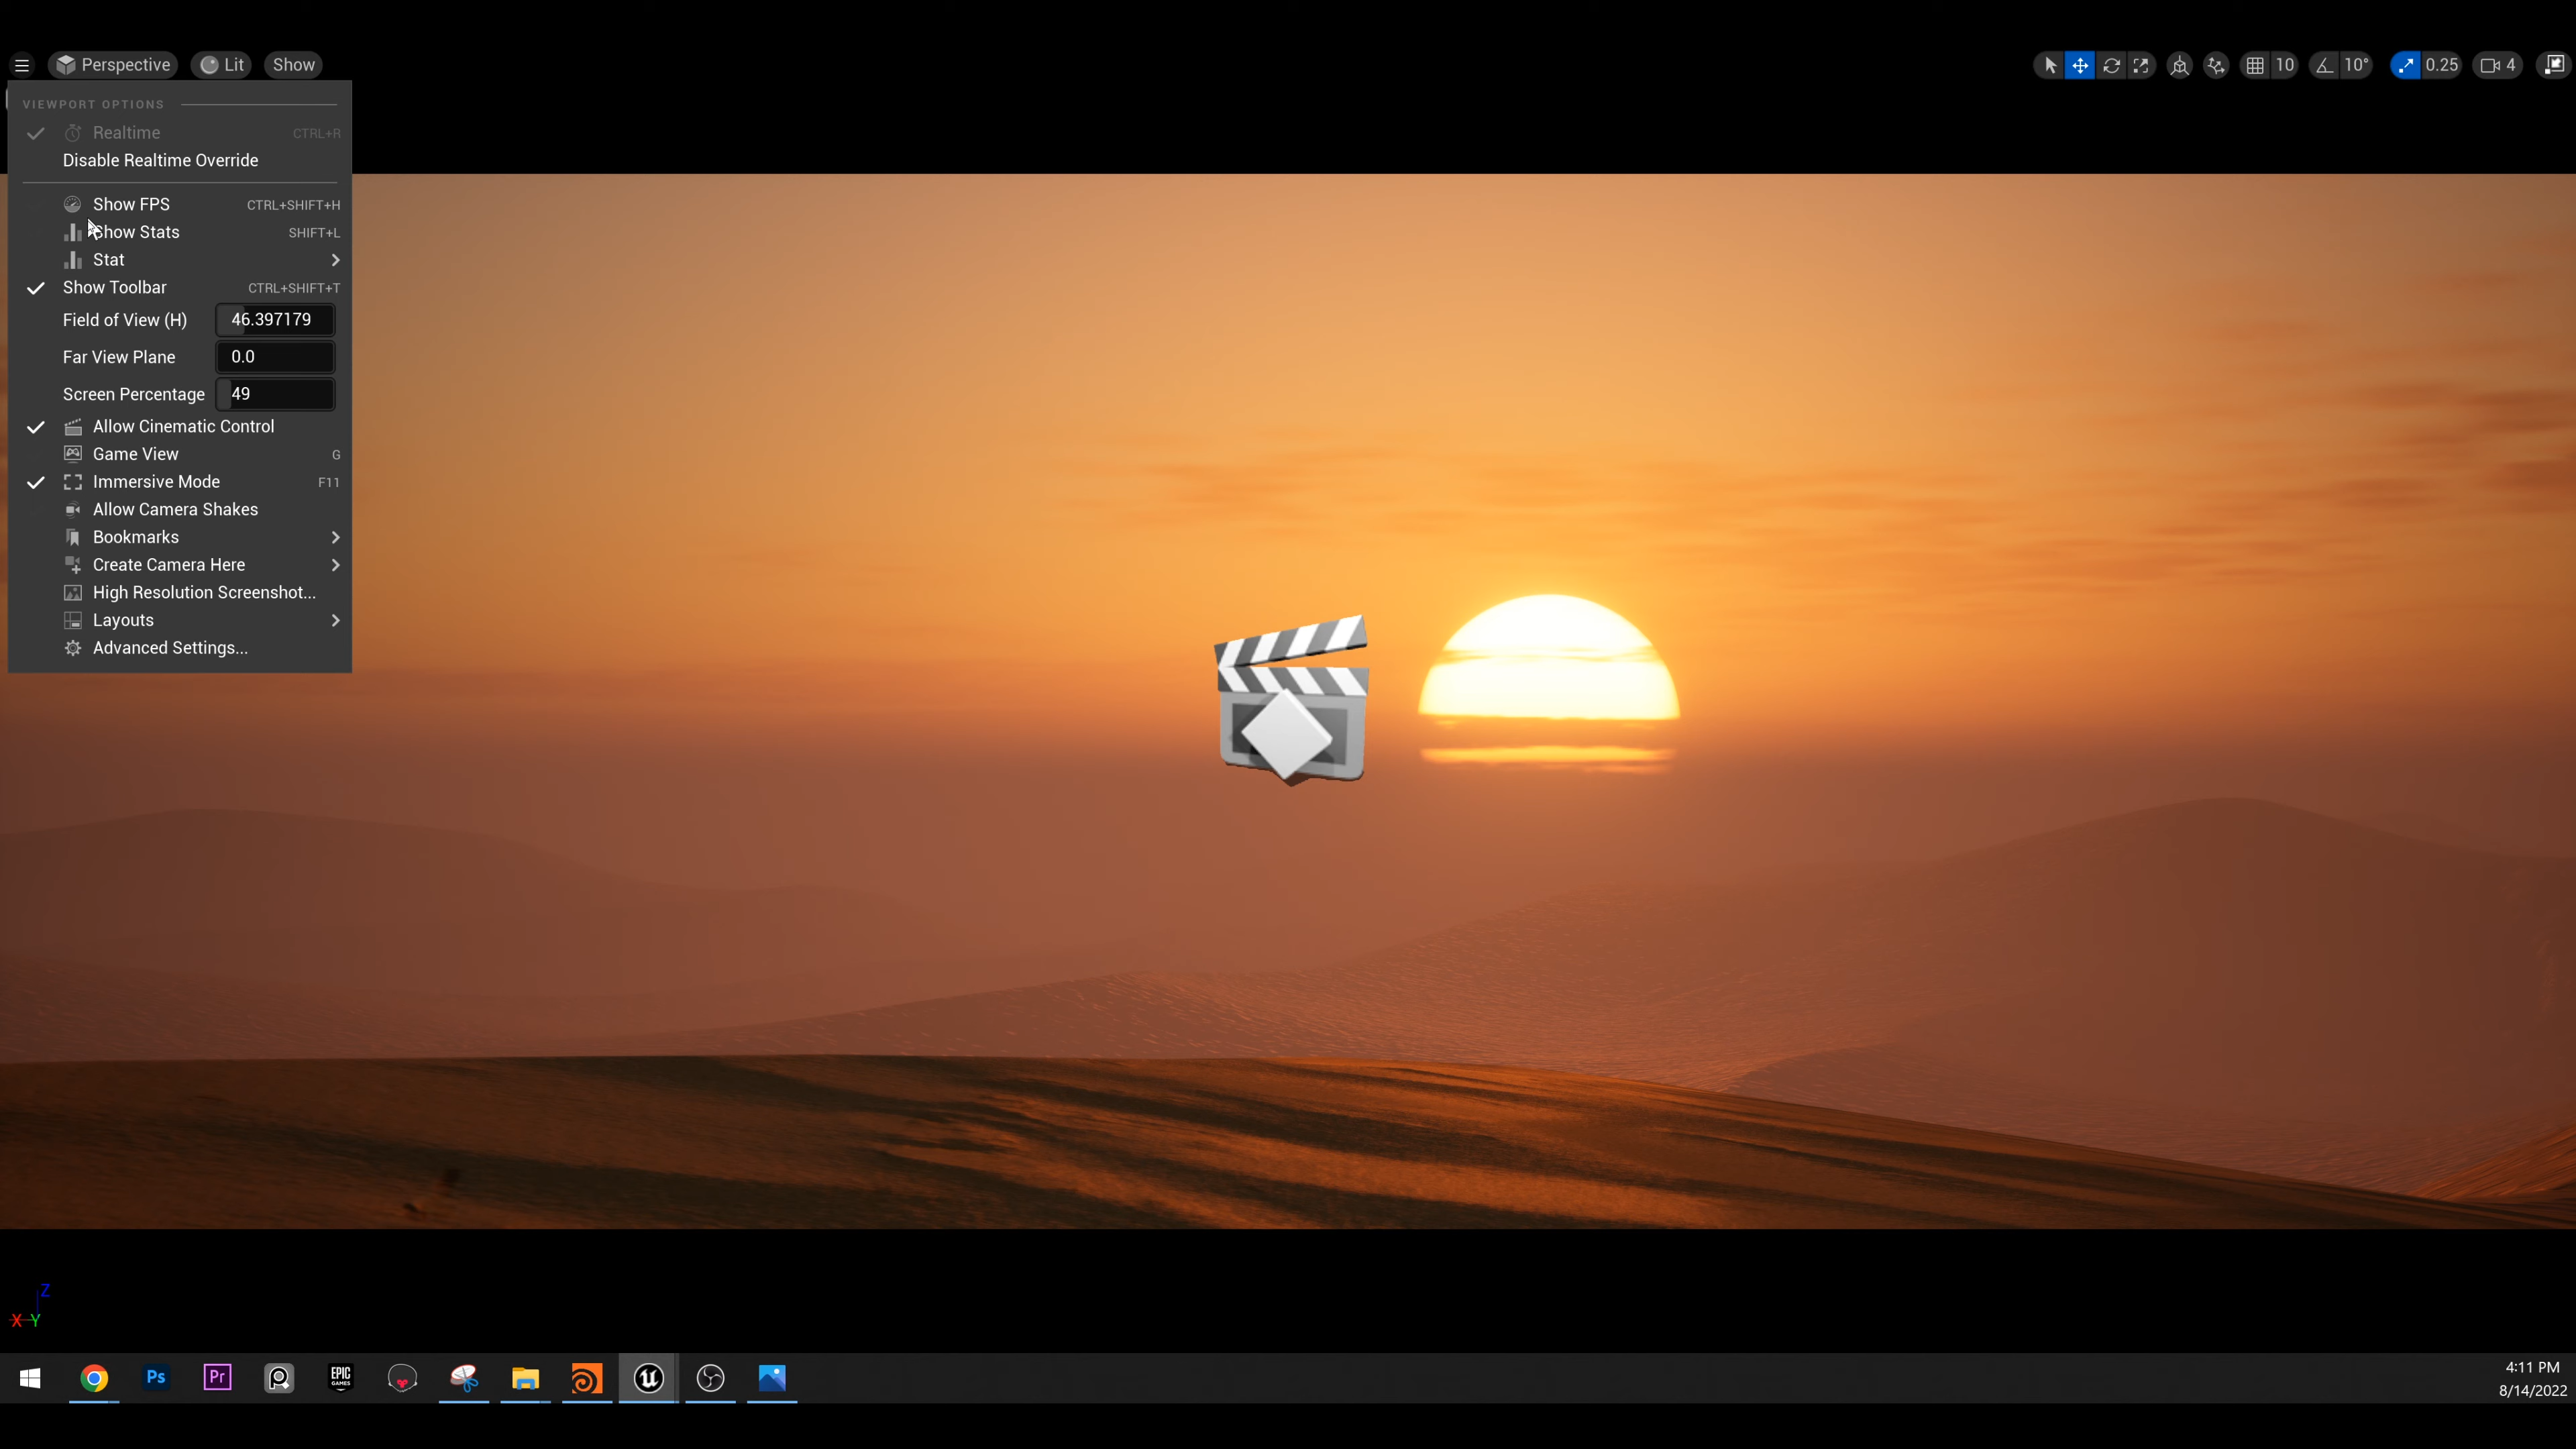 Perspective Lit Show 10 10° 0.25 4
VIEWPORT OPTIONS
Realtime CTRL+R
Disable Realtime Override
Show FPS CTRL+SHIFT+H
Show Stats SHIFT+L
Stat
Show Toolbar CTRL+SHIFT+T
Field of View (H) 46.397179
Far View Plane 0.0
Screen Percentage 49
Allow Cinematic Control
Game View G
Immersive Mode F11
Allow Camera Shakes
Bookmarks
Create Camera Here
High Resolution Screenshot...
Layouts
Advanced Settings...
Z
X Y
Ps Pr EPIC GAMES
4:11 PM
8/14/2022